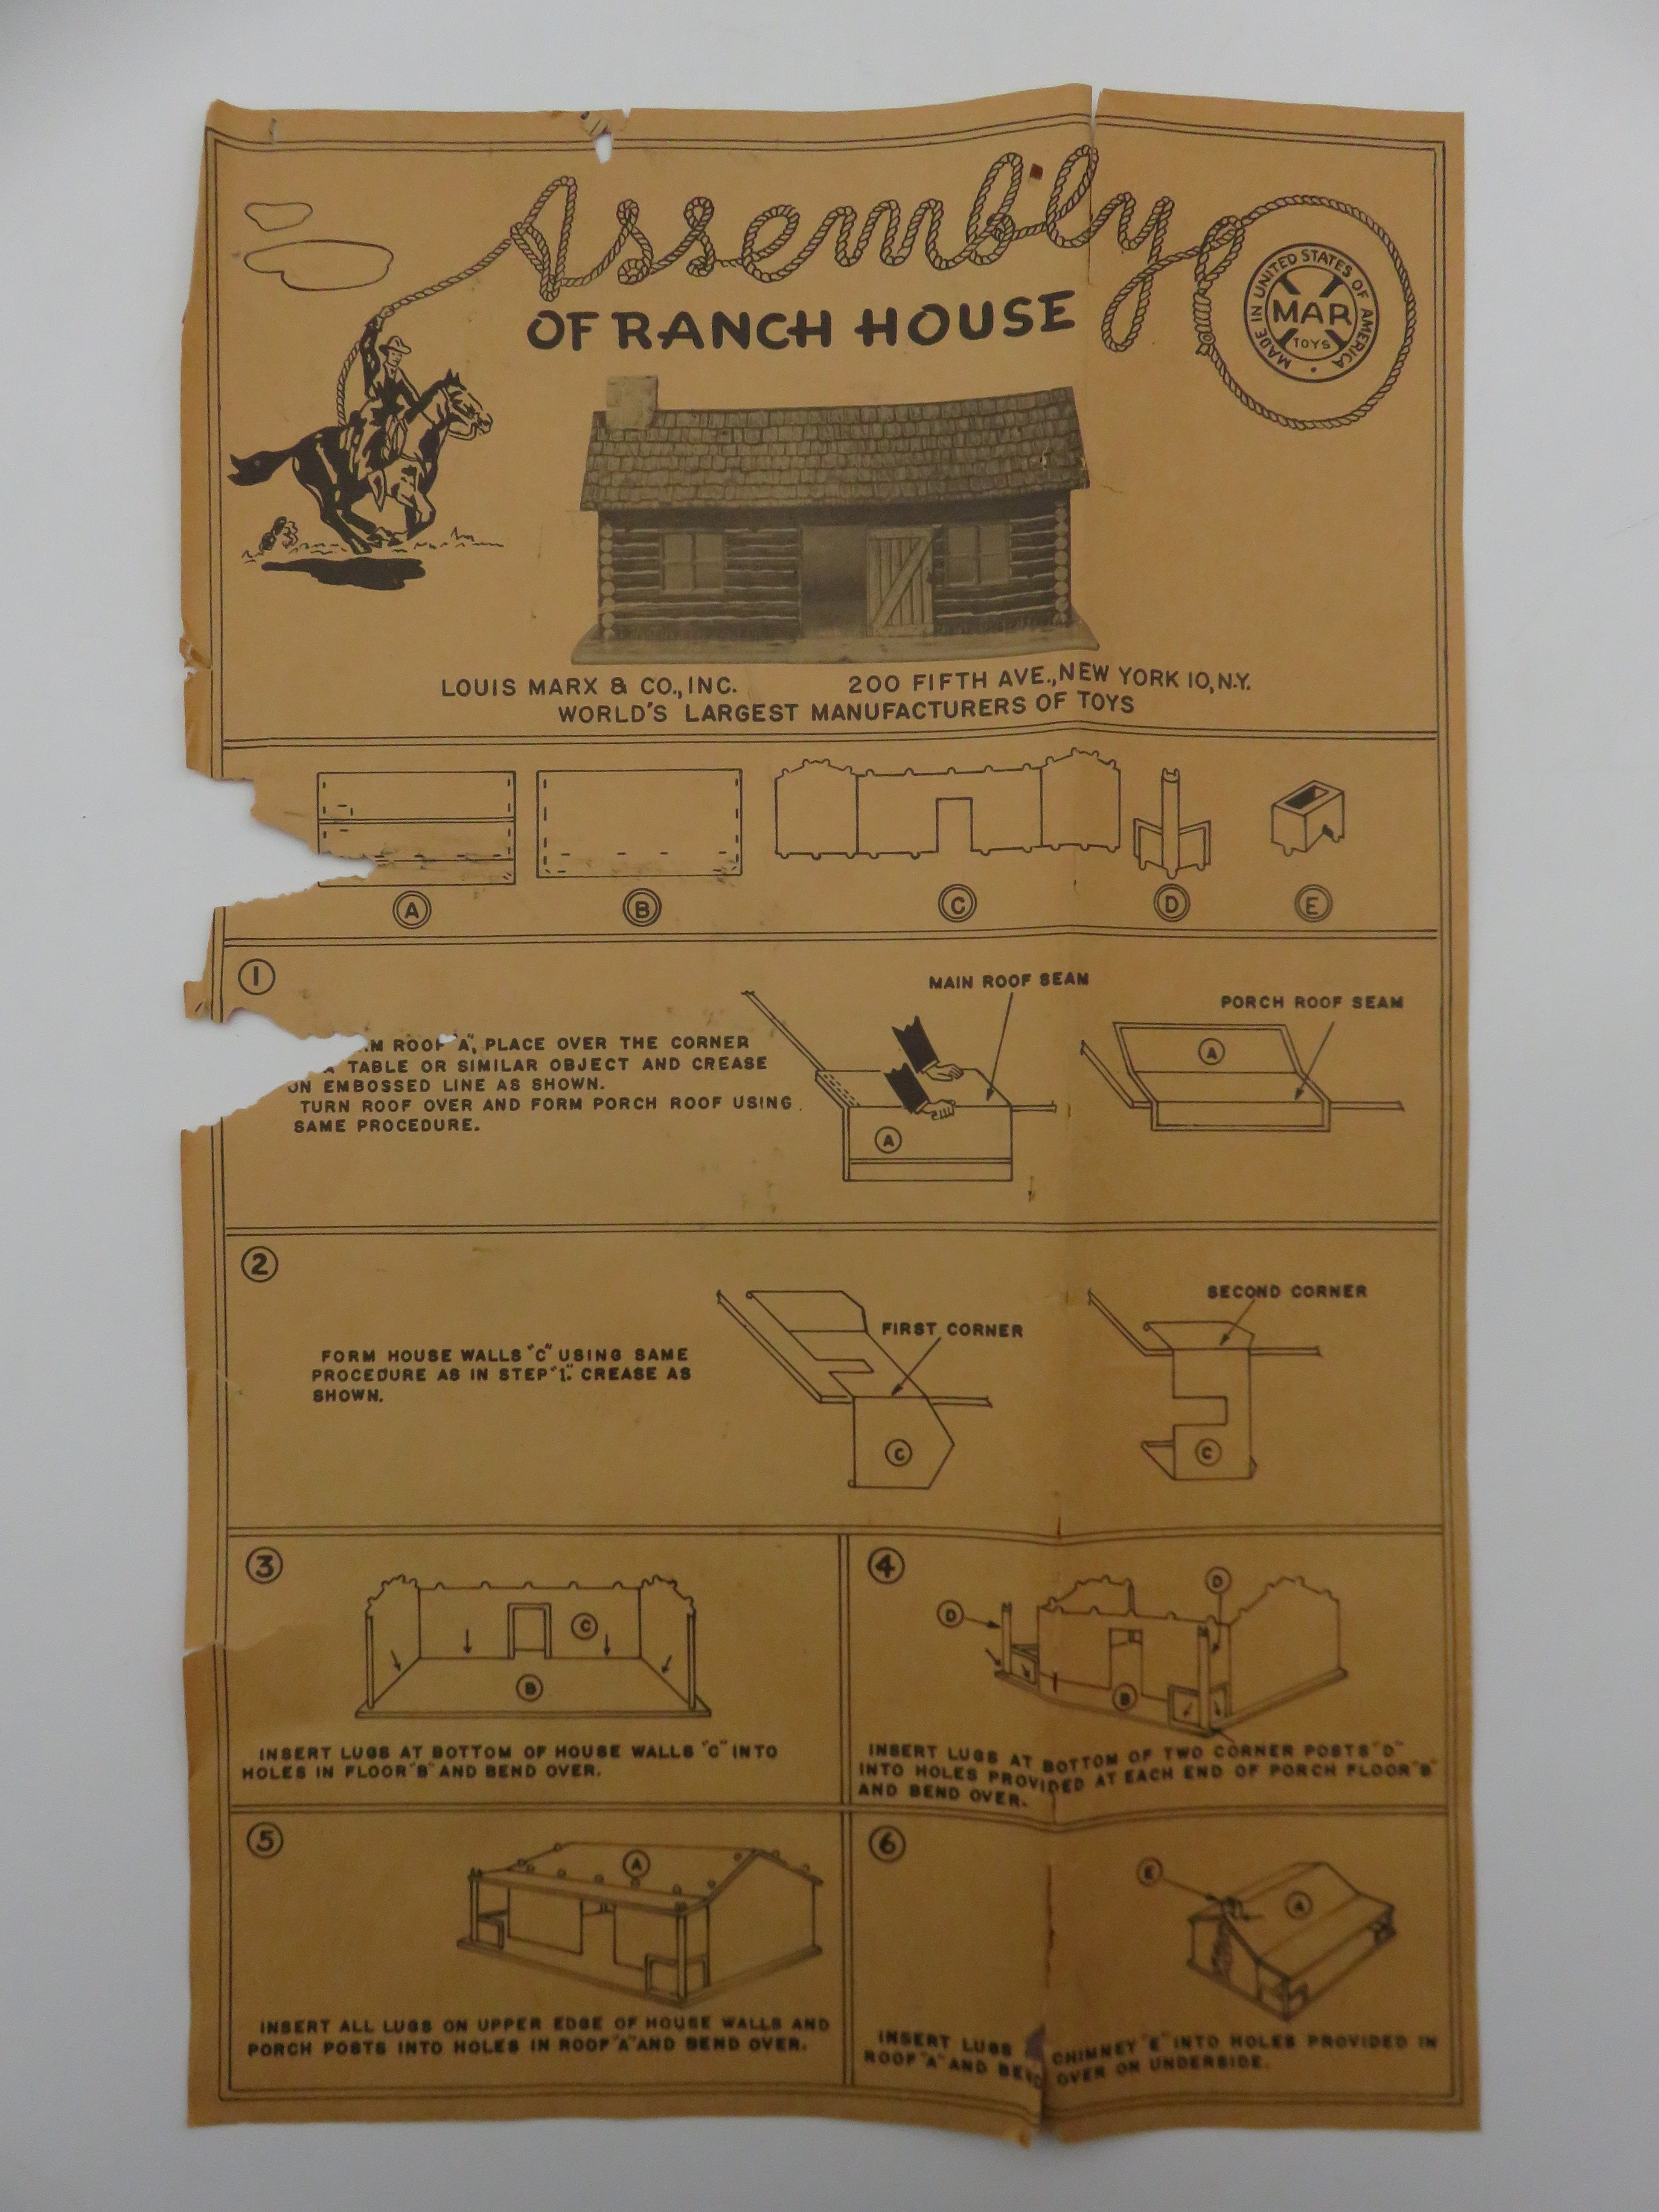 Assembly
OF RANCH HOUSE
MADE IN UNITED STATES OF AMERICA
MAR
TOYS
LOUIS MARX & CO., INC. 200 FIFTH AVE., NEW YORK 10, N.Y.
WORLD'S LARGEST MANUFACTURERS OF TOYS
A B C D E
1
MAIN ROOF SEAM
PORCH ROOF SEAM
ROOF "A", PLACE OVER THE CORNER
A TABLE OR SIMILAR OBJECT AND CREASE
ON EMBOSSED LINE AS SHOWN.
TURN ROOF OVER AND FORM PORCH ROOF USING
SAME PROCEDURE.
A
A
2
FIRST CORNER
SECOND CORNER
FORM HOUSE WALLS "C" USING SAME
PROCEDURE AS IN STEP "1". CREASE AS
SHOWN.
C
C
3
C
B
INSERT LUGS AT BOTTOM OF HOUSE WALLS "C" INTO
HOLES IN FLOOR "B" AND BEND OVER.
4
D
D
B
INSERT LUGS AT BOTTOM OF TWO CORNER POSTS "D"
INTO HOLES PROVIDED AT EACH END OF PORCH FLOOR "B"
AND BEND OVER.
5
A
INSERT ALL LUGS ON UPPER EDGE OF HOUSE WALLS AND
PORCH POSTS INTO HOLES IN ROOF "A" AND BEND OVER.
6
E
A
INSERT LUGS CHIMNEY "E" INTO HOLES PROVIDED IN
ROOF "A" AND BEND OVER ON UNDERSIDE.